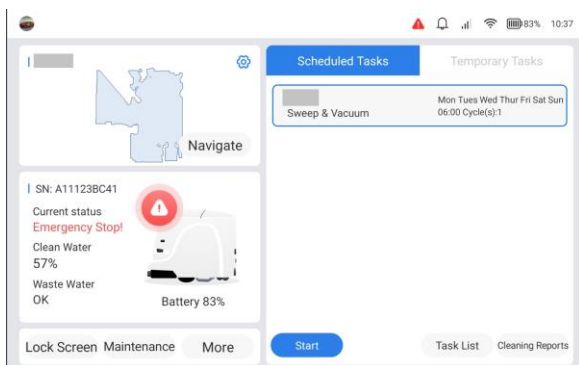 83% 10:37
Navigate
SN: A11123BC41
Current status
Emergency Stop!
Clean Water
57%
Waste Water
OK
Battery 83%
Lock Screen Maintenance More
Scheduled Tasks Temporary Tasks
Mon Tues Wed Thur Fri Sat Sun
Sweep & Vacuum 06:00 Cycle(s):1
Start Task List Cleaning Reports